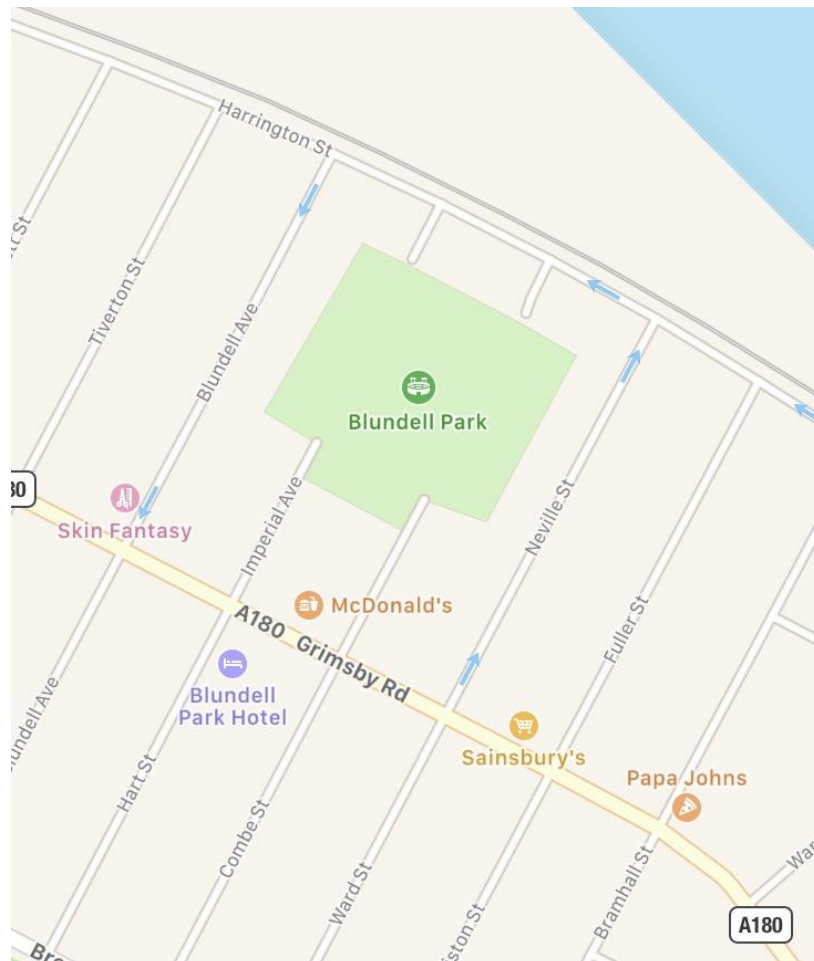 Harrington St
Tiverton St
Blundell Ave
Blundell Park
Skin Fantasy
Imperial Ave
Neville St
McDonald's
A180 Grimsby Rd
Fuller St
Blundell
Park Hotel
Sainsbury's
Hart St
Papa Johns
Combe St
Ward St
Bramhall St
A180